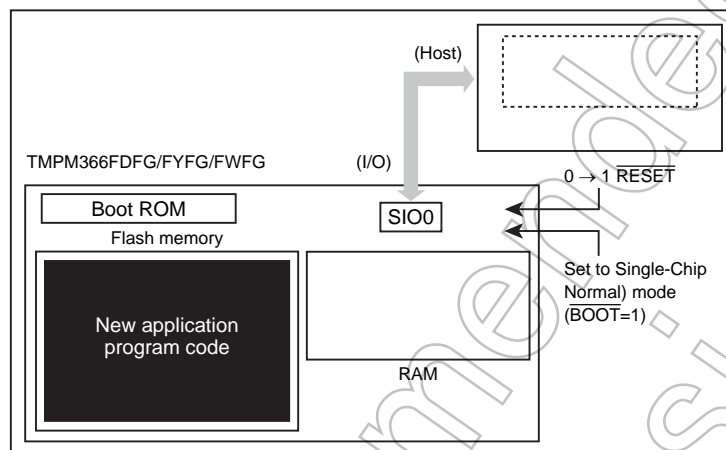 (Host)
TMPM366FDFG/FYFG/FWFG
(I/O)
0 → 1 RESET
Boot ROM
SIO0
Flash memory
Set to Single-Chip
Normal) mode
(BOOT=1)
New application
program code
RAM